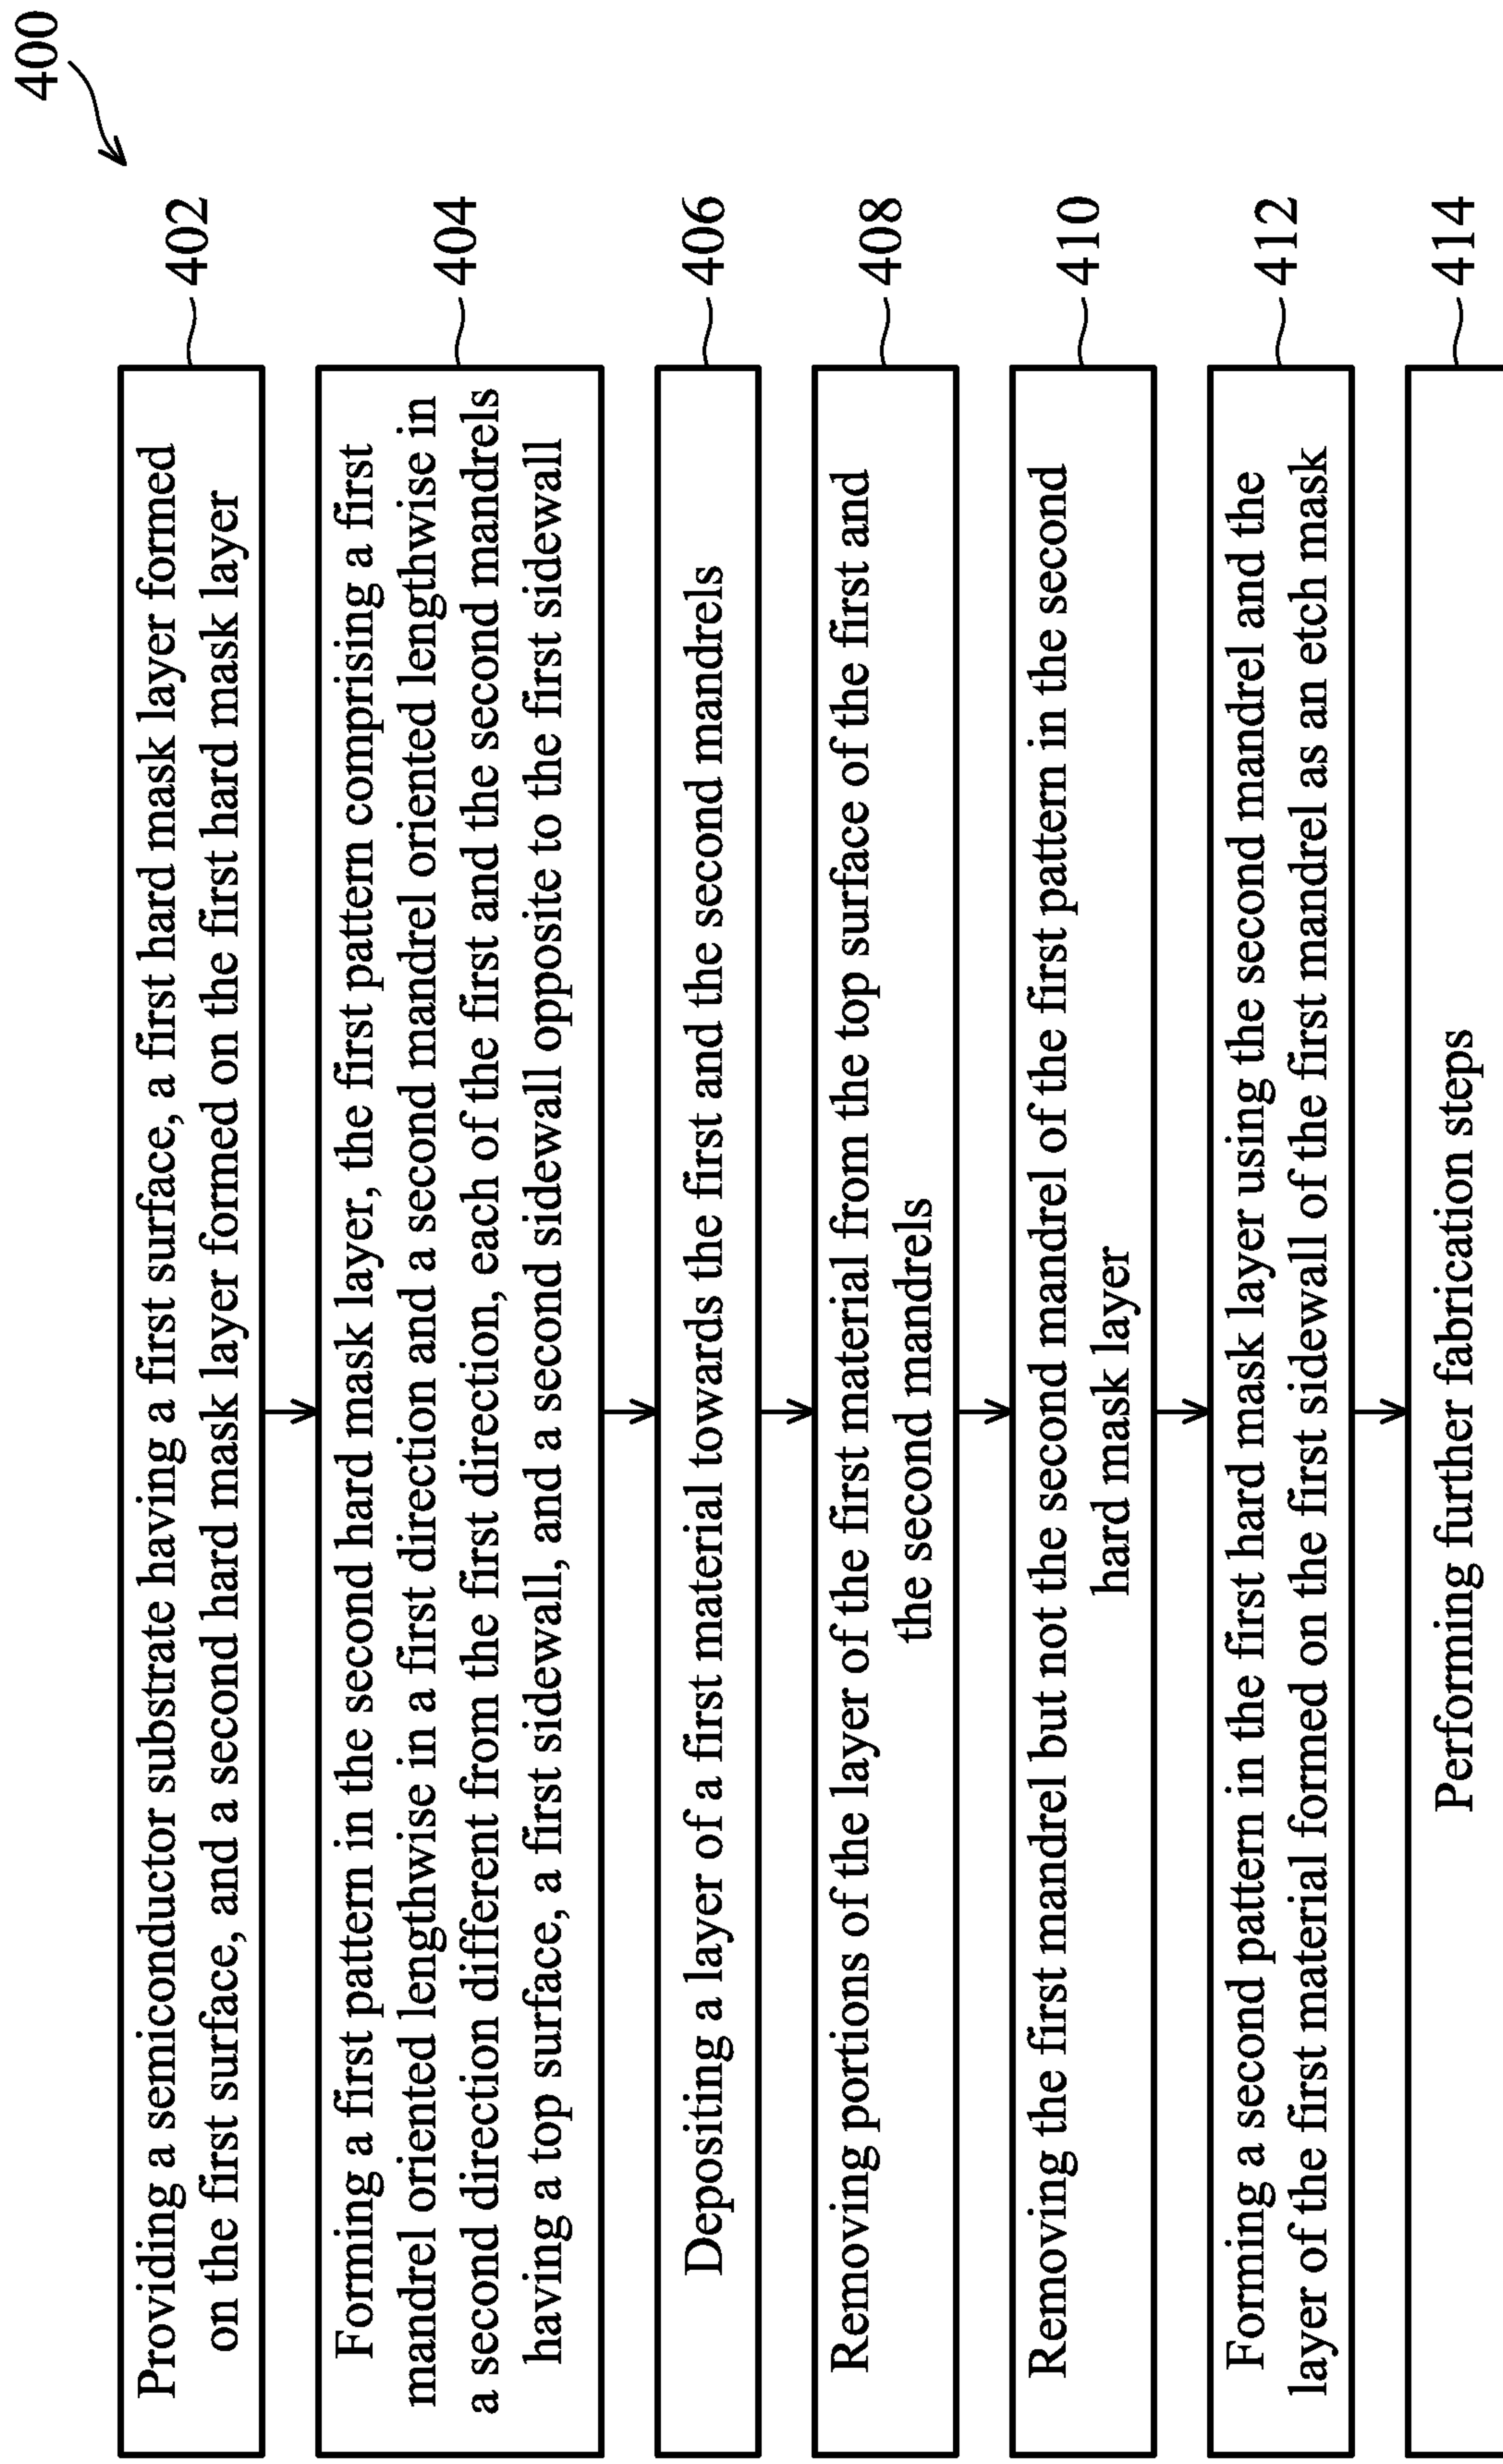 400
Providing a semiconductor substrate having a first surface, a first hard mask layer formed
on the first surface, and a second hard mask layer formed on the first hard mask layer
402
Forming a first pattern in the second hard mask layer, the first pattern comprising a first
mandrel oriented lengthwise in a first direction and a second mandrel oriented lengthwise in
a second direction different from the first direction, each of the first and the second mandrels
having a top surface, a first sidewall, and a second sidewall opposite to the first sidewall
404
Depositing a layer of a first material towards the first and the second mandrels
406
Removing portions of the layer of the first material from the top surface of the first and
the second mandrels
408
Removing the first mandrel but not the second mandrel of the first pattern in the second
hard mask layer
410
Forming a second pattern in the first hard mask layer using the second mandrel and the
layer of the first material formed on the first sidewall of the first mandrel as an etch mask
412
Performing further fabrication steps
414